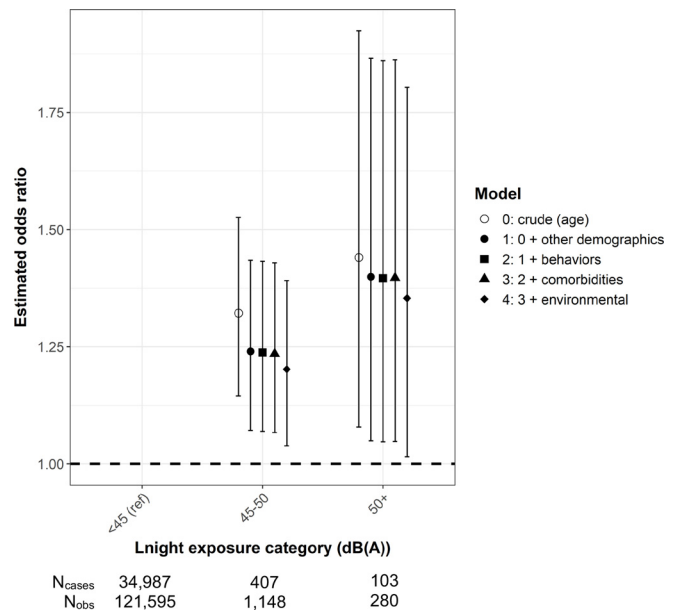 Estimated odds ratio
1.75
1.50
1.25
1.00
<45 (ref)
45-50
50+
Lnight exposure category (dB(A))
Model
0: crude (age)
1: 0 + other demographics
2: 1 + behaviors
3: 2 + comorbidities
4: 3 + environmental
Ncases 34,987 407 103
Nobs 121,595 1,148 280